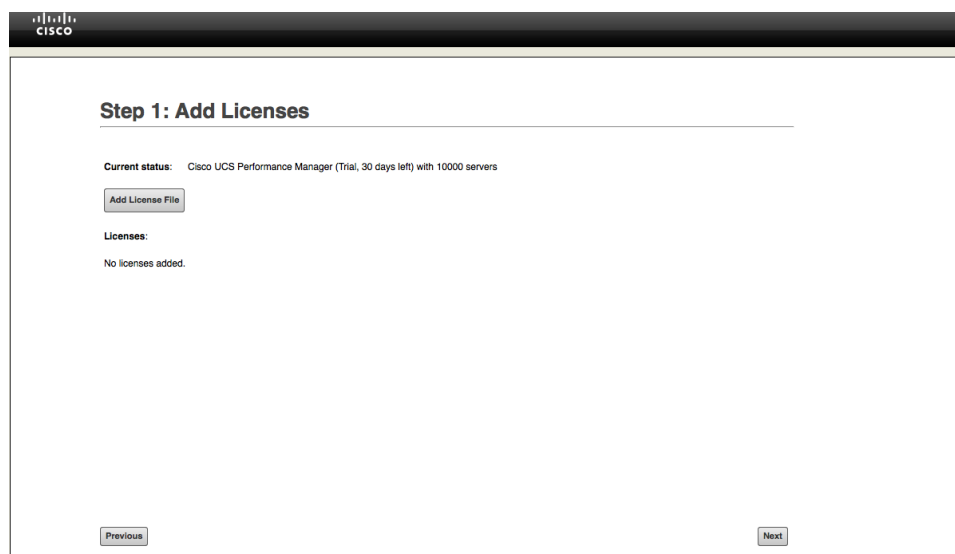 CISCO
Step 1: Add Licenses
Current status: Cisco UCS Performance Manager (Trial, 30 days left) with 10000 servers
Add License File
Licenses:
No licenses added.
Previous
Next